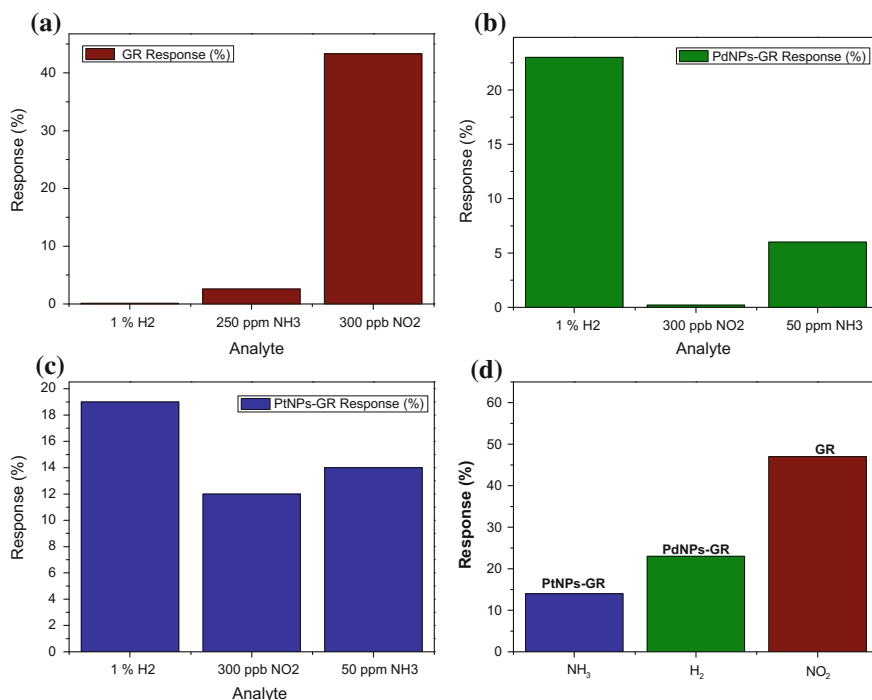 (a)
GR Response (%)
Response (%)
40
30
20
10
0
1 % H2
250 ppm NH3
300 ppb NO2
Analyte
(b)
PdNPs-GR Response (%)
Response (%)
20
15
10
5
0
1 % H2
300 ppb NO2
50 ppm NH3
Analyte
(c)
PtNPs-GR Response (%)
Response (%)
20
18
16
14
12
10
8
6
4
2
0
1 % H2
300 ppb NO2
50 ppm NH3
Analyte
(d)
Response (%)
60
50
40
30
20
10
0
PtNPs-GR
PdNPs-GR
GR
NH₃
H₂
NO₂